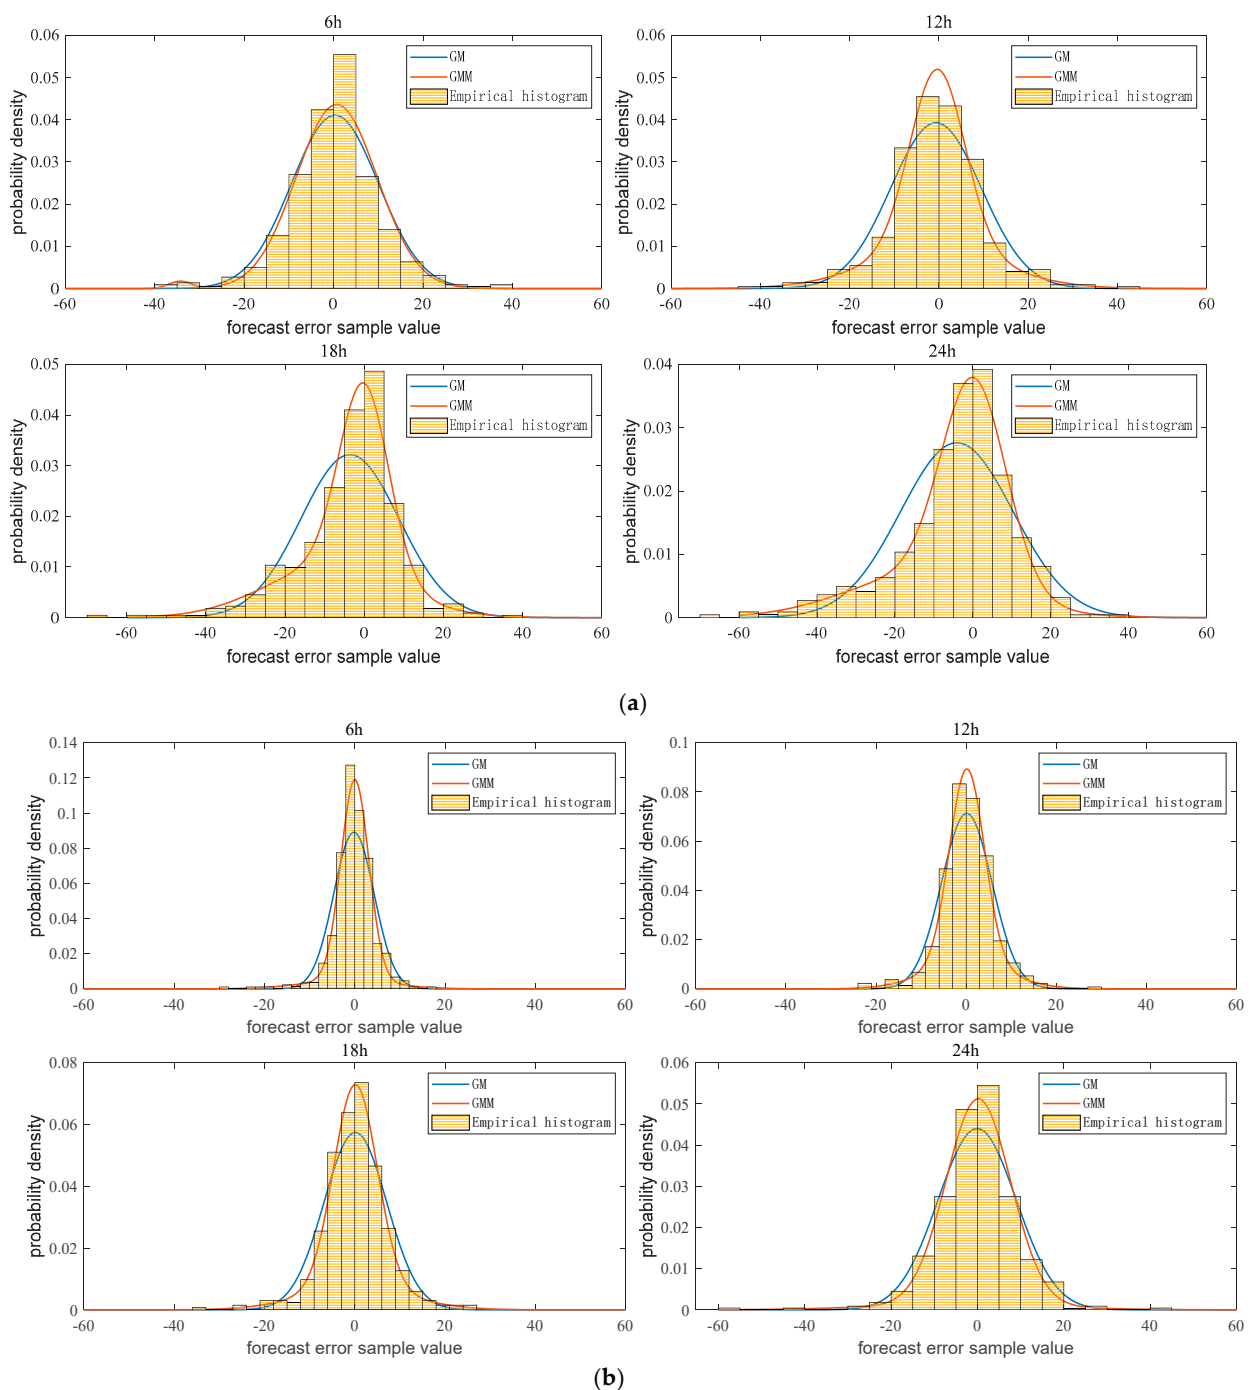 6h
0.06
0.05
0.04
0.03
0.02
0.01
0
probability density
GM
GMM
Empirical histogram
-60 -40 -20 0 20 40 60
forecast error sample value
12h
0.06
0.05
0.04
0.03
0.02
0.01
0
probability density
GM
GMM
Empirical histogram
-60 -40 -20 0 20 40 60
forecast error sample value
18h
0.05
0.04
0.03
0.02
0.01
0
probability density
GM
GMM
Empirical histogram
-60 -40 -20 0 20 40 60
forecast error sample value
24h
0.04
0.03
0.02
0.01
0
probability density
GM
GMM
Empirical histogram
-60 -40 -20 0 20 40 60
forecast error sample value
(a)
6h
0.14
0.12
0.1
0.08
0.06
0.04
0.02
0
probability density
GM
GMM
Empirical histogram
-60 -40 -20 0 20 40 60
forecast error sample value
12h
0.1
0.08
0.06
0.04
0.02
0
probability density
GM
GMM
Empirical histogram
-60 -40 -20 0 20 40 60
forecast error sample value
18h
0.08
0.06
0.04
0.02
0
probability density
GM
GMM
Empirical histogram
-60 -40 -20 0 20 40 60
forecast error sample value
24h
0.06
0.05
0.04
0.03
0.02
0.01
0
probability density
GM
GMM
Empirical histogram
-60 -40 -20 0 20 40 60
forecast error sample value
(b)